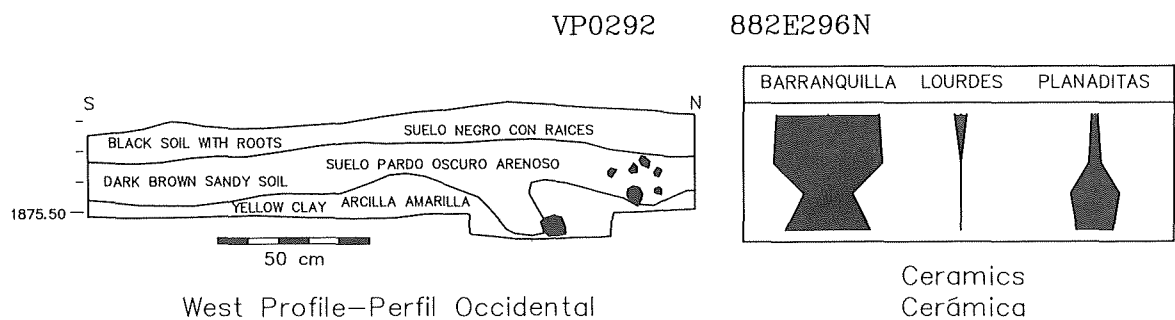 VP0292 882E296N
BARRANQUILLA LOURDES PLANADITAS
S N
SUELO NEGRO CON RAICES
BLACK SOIL WITH ROOTS
SUELO PARDO OSCURO ARENOSO
DARK BROWN SANDY SOIL
YELLOW CLAY ARCILLA AMARILLA
1875.50
50 cm
West Profile-Perfil Occidental
Ceramics
Cerámica